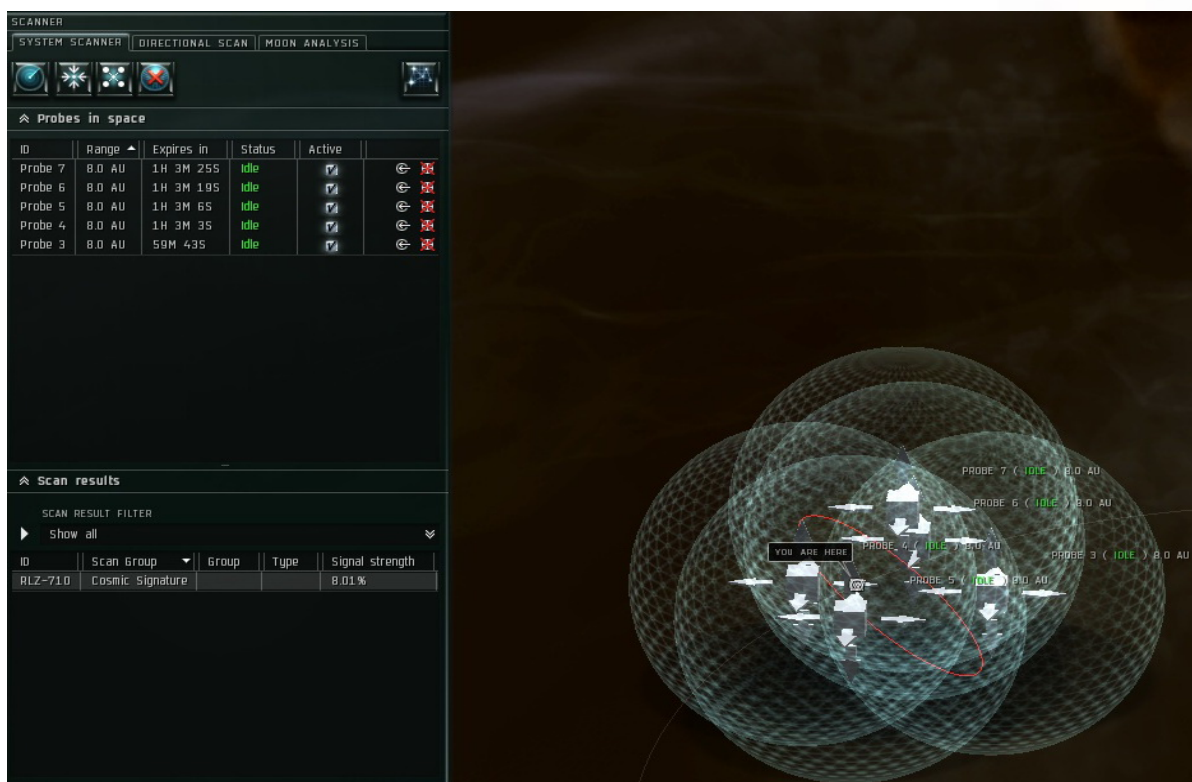 SCANNER
SYSTEM SCANNER DIRECTIONAL SCAN MOON ANALYSIS
Probes in space
ID Range Expires in Status Active
Probe 7 8.0 AU 1H 3M 25S Idle
Probe 6 8.0 AU 1H 3M 19S Idle
Probe 5 8.0 AU 1H 3M 6S Idle
Probe 4 8.0 AU 1H 3M 3S Idle
Probe 3 8.0 AU 59M 43S Idle
Scan results
SCAN RESULT FILTER
Show all
ID Scan Group Group Type Signal strength
RLZ-710 Cosmic Signature 8.01%
PROBE 7 ( IDLE ) 8.0 AU
PROBE 6 ( IDLE ) 8.0 AU
PROBE 4 ( IDLE ) 8.0 AU
YOU ARE HERE
PROBE 3 ( IDLE ) 8.0 AU
PROBE 5 ( IDLE ) 8.0 AU